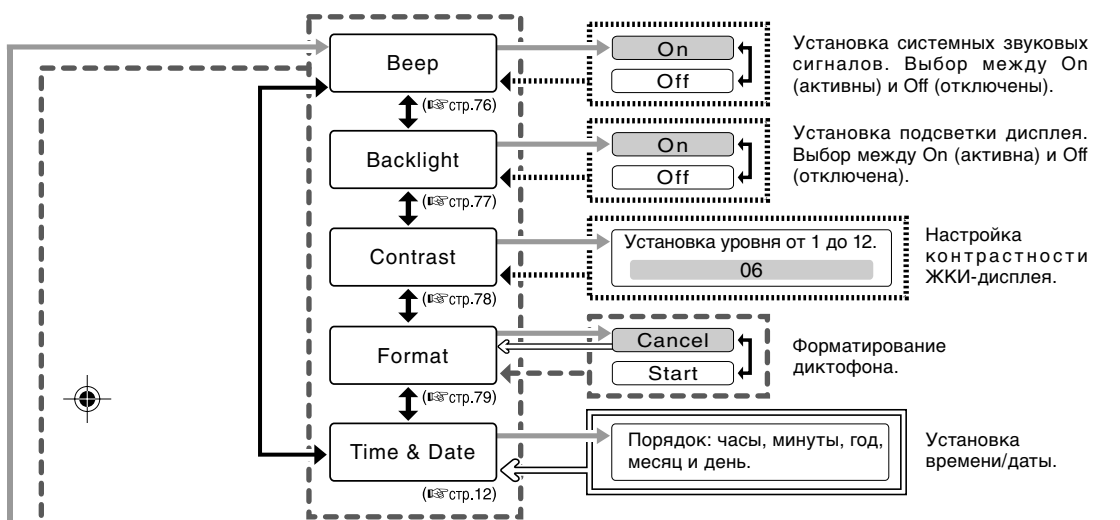 Beep
On
Off
Установка системных звуковых
сигналов. Выбор между On
(активны) и Off (отключены).
(☞стр.76)
Backlight
On
Off
Установка подсветки дисплея.
Выбор между On (активна) и Off
(отключена).
(☞стр.77)
Contrast
Установка уровня от 1 до 12.
06
Настройка
контрастности
ЖКИ-дисплея.
(☞стр.78)
Format
Cancel
Start
Форматирование
диктофона.
(☞стр.79)
Time & Date
Порядок: часы, минуты, год,
месяц и день.
Установка
времени/даты.
(☞стр.12)